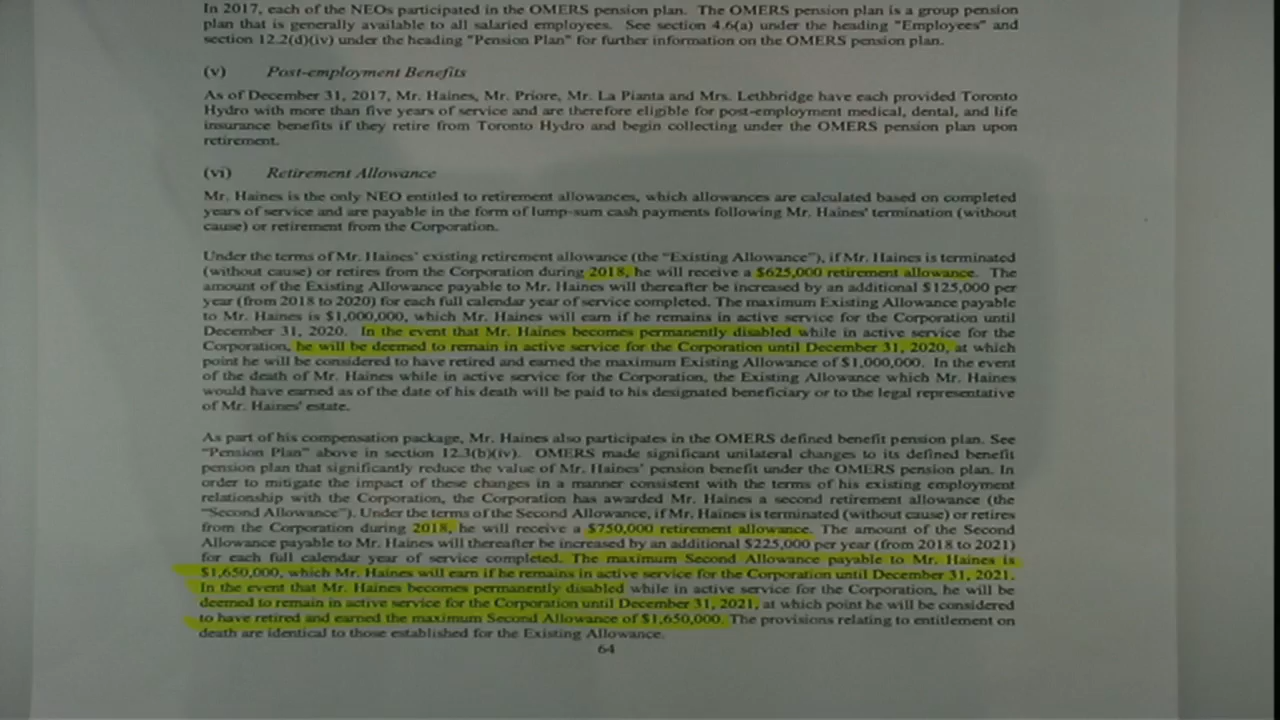 In 2017, each of the NEOs participated in the OMERS pension plan. The OMERS pension plan is a group pension
plan that is generally available to all salaried employees. See section 4.6(a) under the heading "Employees" and
section 12.2(d)(iv) under the heading "Pension Plan" for further information on the OMERS pension plan.
(v) Post-employment Benefits
As of December 31, 2017, Mr. Haines, Mr. Priore, Mr. La Pianta and Mrs. Lethbridge have each provided Toronto
Hydro with more than five years of service and are therefore eligible for post-employment medical, dental, and life
insurance benefits if they retire from Toronto Hydro and begin collecting under the OMERS pension plan upon
retirement.
(vi) Retirement Allowance
Mr. Haines is the only NEO entitled to retirement allowances, which allowances are calculated based on completed
years of service and are payable in the form of lump-sum cash payments following Mr. Haines' termination (without
cause) or retirement from the Corporation.
Under the terms of Mr. Haines' existing retirement allowance (the "Existing Allowance"), if Mr. Haines is terminated
(without cause) or retires from the Corporation during 2018, he will receive a $625,000 retirement allowance. The
amount of the Existing Allowance payable to Mr. Haines will thereafter be increased by an additional $125,000 per
year (from 2018 to 2020) for each full calendar year of service completed. The maximum Existing Allowance payable
to Mr. Haines is $1,000,000, which Mr. Haines will earn if he remains in active service for the Corporation until
December 31, 2020. In the event that Mr. Haines becomes permanently disabled while in active service for the
Corporation, he will be deemed to remain in active service for the Corporation until December 31, 2020, at which
point he will be considered to have retired and earned the maximum Existing Allowance of $1,000,000. In the event
of the death of Mr. Haines while in active service for the Corporation, the Existing Allowance which Mr. Haines
would have earned as of the date of his death will be paid to his designated beneficiary or to the legal representative
of Mr. Haines' estate.
As part of his compensation package, Mr. Haines also participates in the OMERS defined benefit pension plan. See
"Pension Plan" above in section 12.3(b)(iv). OMERS made significant unilateral changes to its defined benefit
pension plan that significantly reduce the value of Mr. Haines' pension benefit under the OMERS pension plan. In
order to mitigate the impact of these changes in a manner consistent with the terms of his existing employment
relationship with the Corporation, the Corporation has awarded Mr. Haines a second retirement allowance (the
"Second Allowance"). Under the terms of the Second Allowance, if Mr. Haines is terminated (without cause) or retires
from the Corporation during 2018, he will receive a $750,000 retirement allowance. The amount of the Second
Allowance payable to Mr. Haines will thereafter be increased by an additional $225,000 per year (from 2018 to 2021)
for each full calendar year of service completed. The maximum Second Allowance payable to Mr. Haines is
$1,650,000, which Mr. Haines will earn if he remains in active service for the Corporation until December 31, 2021.
In the event that Mr. Haines becomes permanently disabled while in active service for the Corporation, he will be
deemed to remain in active service for the Corporation until December 31, 2021, at which point he will be considered
to have retired and earned the maximum Second Allowance of $1,650,000. The provisions relating to entitlement on
death are identical to those established for the Existing Allowance.
64